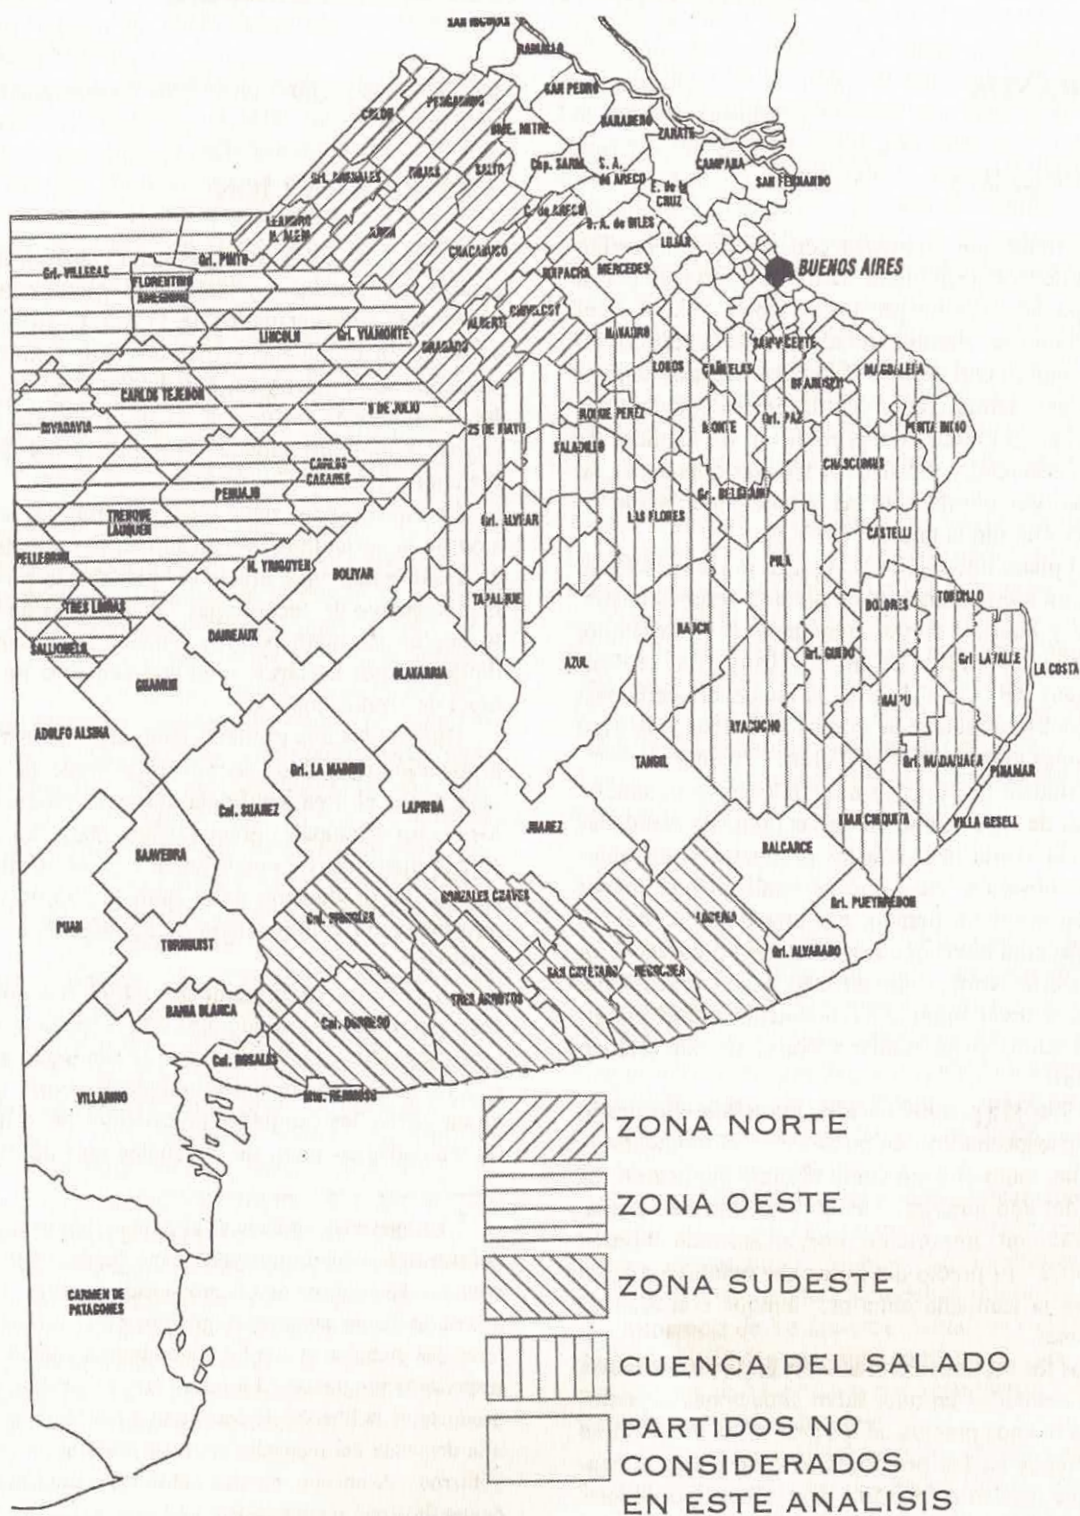 SAN NICOLAS
RAMALLO
SAN PEDRO
COLON
PERGAMINO
BARADERO
BME. MITRE
ZARATE
Cap. SARM.
S. A.
de ARECO
CAMPANA
ROJAS
SALTO
SAN FERNANDO
Grl. ARENALES
E. de la
CRUZ
C. de ARECO
S. A. de GILES
LEANDRO
N. ALEM
JUNIN
LUJAN
CHACABUCO
Grl. PINTO
Grl. VILLEGAS
SUIPACHA
MERCEDES
BUENOS AIRES
FLORENTINO
AMEGHINO
CHIVILCOY
ALBERTI
NAVARRO
LINCOLN
Grl. VIAMONTE
BRAGADO
SAN VICENTE
LOBOS
CAÑUELAS
MAGDALENA
BRANDSEN
CARLOS TEJEDOR
9 DE JULIO
ROQUE PEREZ
Grl. PAZ
RIVADAVIA
25 DE MAYO
MONTE
PUNTA INDIO
SALADILLO
CARLOS
CASARES
CHASCOMUS
PEHUAJO
Grl. BELGRANO
TRENQUE
LAUQUEN
Grl. ALVEAR
LAS FLORES
CASTELLI
PELLEGRINI
H. YRIGOYEN
BOLIVAR
PILA
TAPALQUE
DOLORES
TORDILLO
TRES LOMAS
RAUCH
DAIREAUX
SALLIQUELO
AZUL
Grl. GUIDO
Grl. LAVALLE
LA COSTA
OLAVARRIA
GUAMINI
MAIPU
AYACUCHO
ADOLFO ALSINA
TANDIL
Grl. MADARIAGA
PINAMAR
Grl. LA MADRID
Cnl. SUAREZ
LAPRIDA
JUAREZ
MAR CHIQUITA
VILLA GESELL
SAAVEDRA
BALCARCE
GONZALES CHAVES
Grl. PUEYRREDON
Cnl. PRINGLES
LOBERIA
PUAN
TORNQUIST
Grl. ALVARADO
SAN CAYETANO
NECOCHEA
TRES ARROYOS
BAHIA BLANCA
Cnl. DORREGO
Cnl. ROSALES
Mte. HERMOSO
VILLARINO
ZONA NORTE
ZONA OESTE
ZONA SUDESTE
CARMEN DE
PATAGONES
CUENCA DEL SALADO
PARTIDOS NO
CONSIDERADOS
EN ESTE ANALISIS